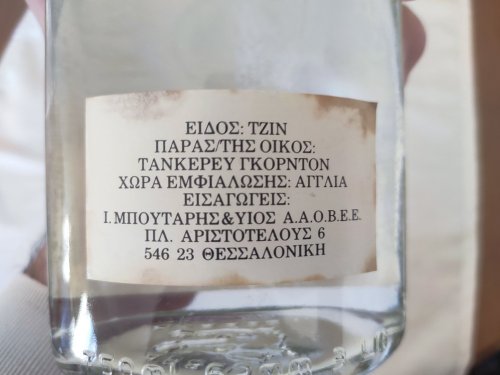 ΕΙΔΟΣ: ΤΖΙΝ
ΠΑΡΑΣ/ΤΗΣ ΟΙΚΟΣ:
ΤΑΝΚΕΡΕΥ ΓΚΟΡΝΤΟΝ
ΧΩΡΑ ΕΜΦΙΑΛΩΣΗΣ: ΑΓΓΛΙΑ
ΕΙΣΑΓΩΓΕΙΣ:
Ι. ΜΠΟΥΤΑΡΗΣ & ΥΙΟΣ Α.Α.Ο.Β.Ε.Ε.
ΠΛ. ΑΡΙΣΤΟΤΕΛΟΥΣ 6
546 23 ΘΕΣΣΑΛΟΝΙΚΗ